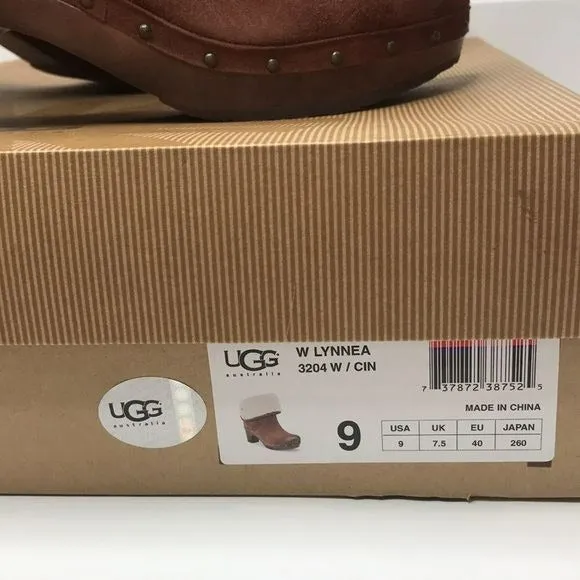 UGG
australia
W LYNNEA
3204 W / CIN
7 37872 38752 5
MADE IN CHINA
9
USA UK EU JAPAN
9 7.5 40 260
UGG
australia